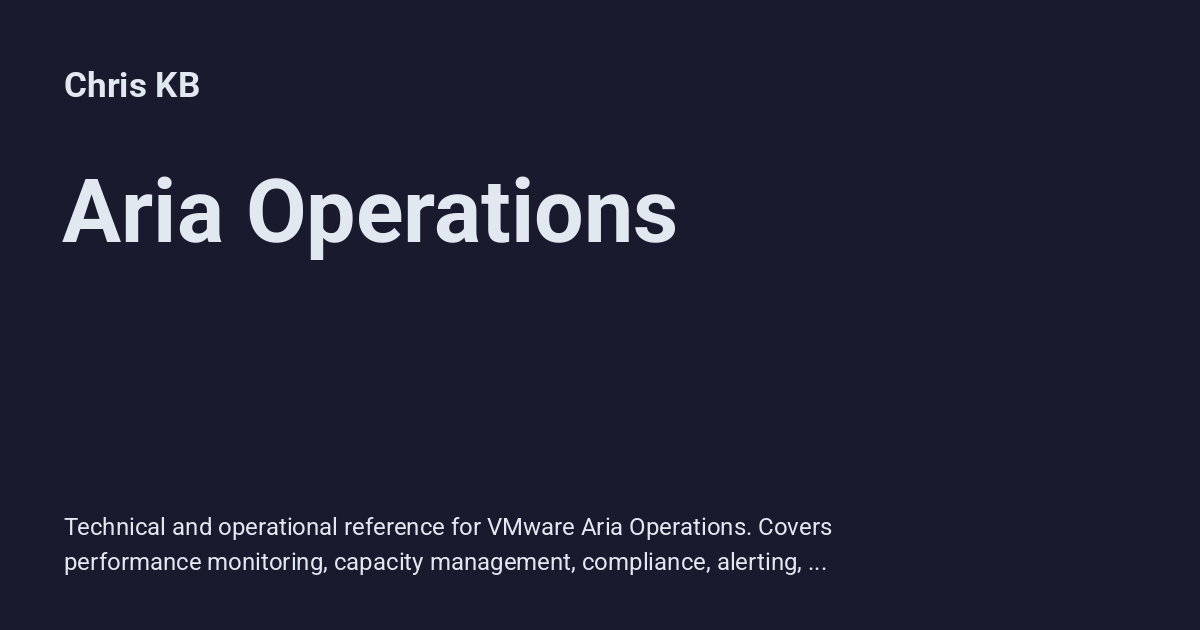 Chris KB
Aria Operations
Technical and operational reference for VMware Aria Operations. Covers
performance monitoring, capacity management, compliance, alerting, ...